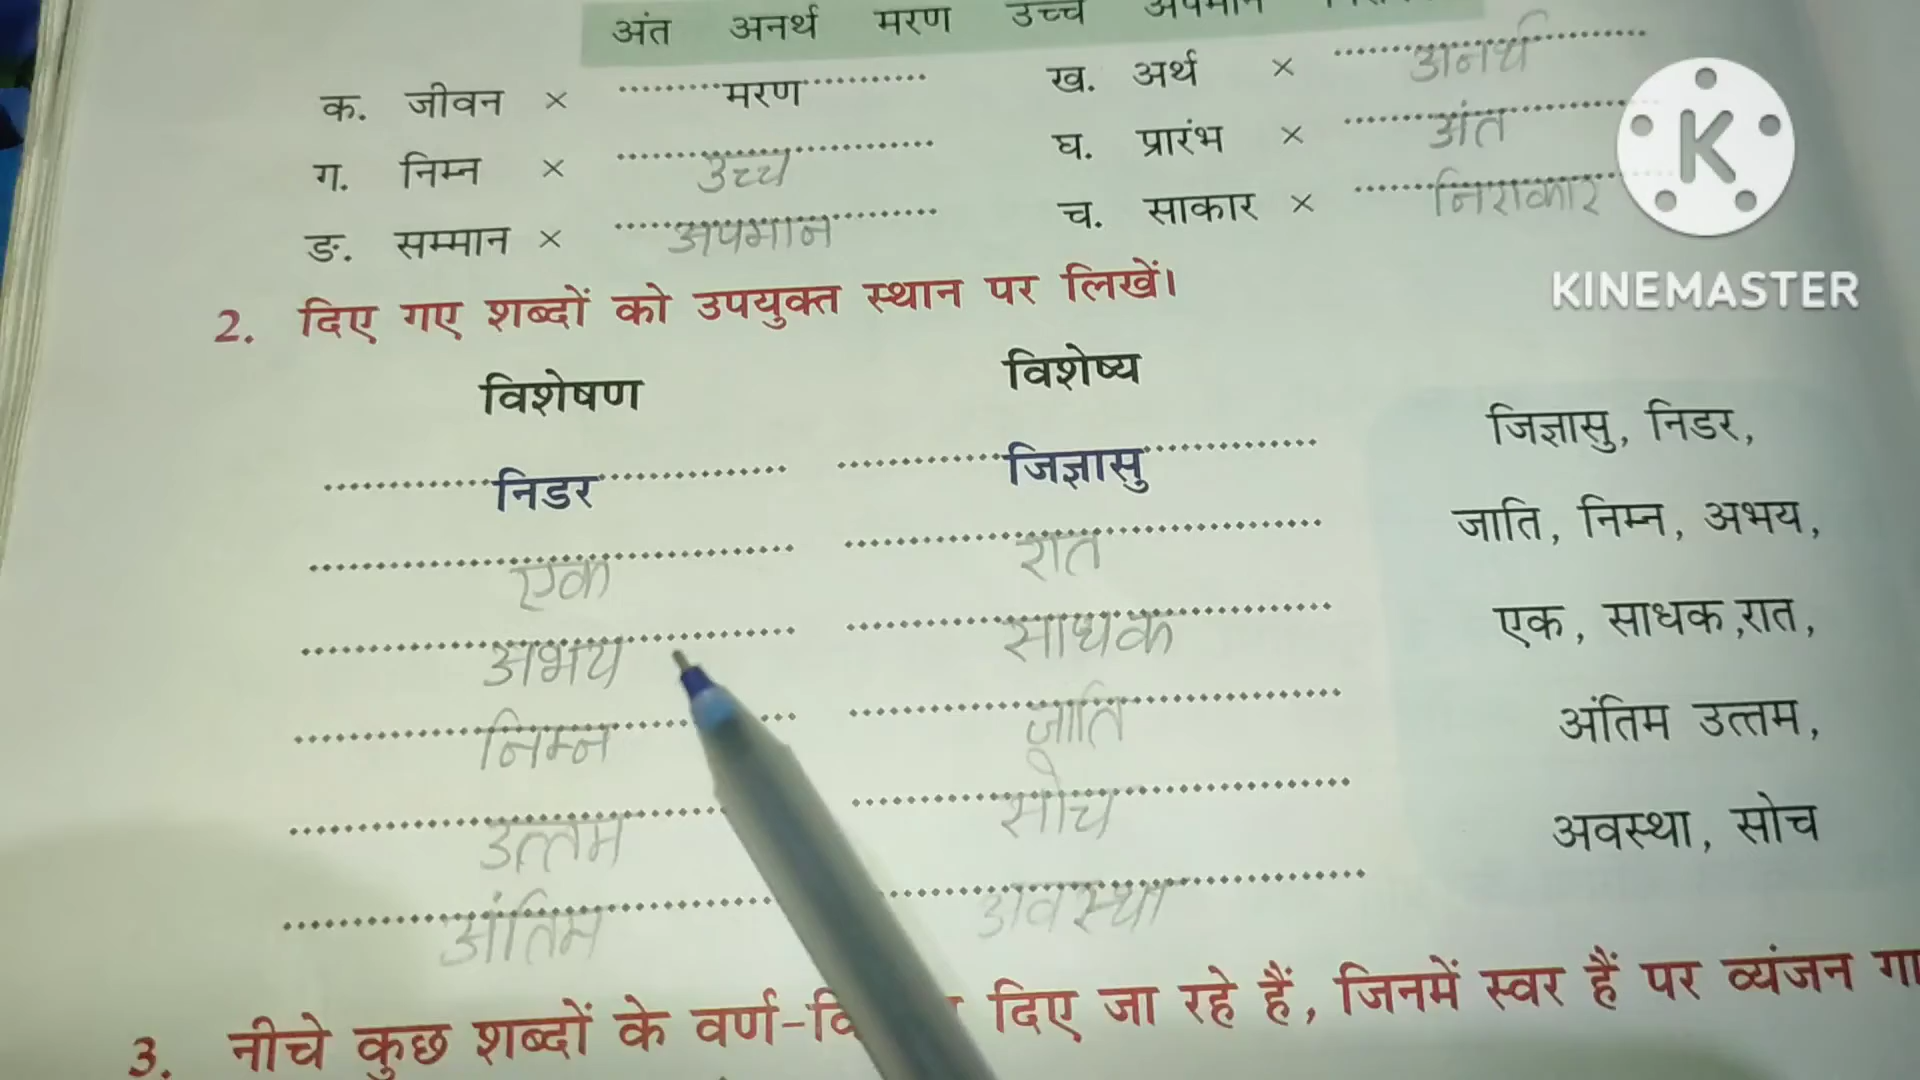 अंत अनर्थ मरण उच्च अपमान
क. जीवन × मरण ख. अर्थ × अनर्थ
ग. निम्न × उच्च घ. प्रारंभ × अंत
ङ. सम्मान × अपमान च. साकार × निराकार
K
KINEMASTER
2. दिए गए शब्दों को उपयुक्त स्थान पर लिखें।
विशेषण विशेष्य
निडर जिज्ञासु
एक रात
अभय साधक
निम्न जाति
उत्तम सोच
अंतिम अवस्था
जिज्ञासु, निडर,
जाति, निम्न, अभय,
एक, साधक,रात,
अंतिम उत्तम,
अवस्था, सोच
3. नीचे कुछ शब्दों के वर्ण- दिए जा रहे हैं, जिनमें स्वर हैं पर व्यंजन